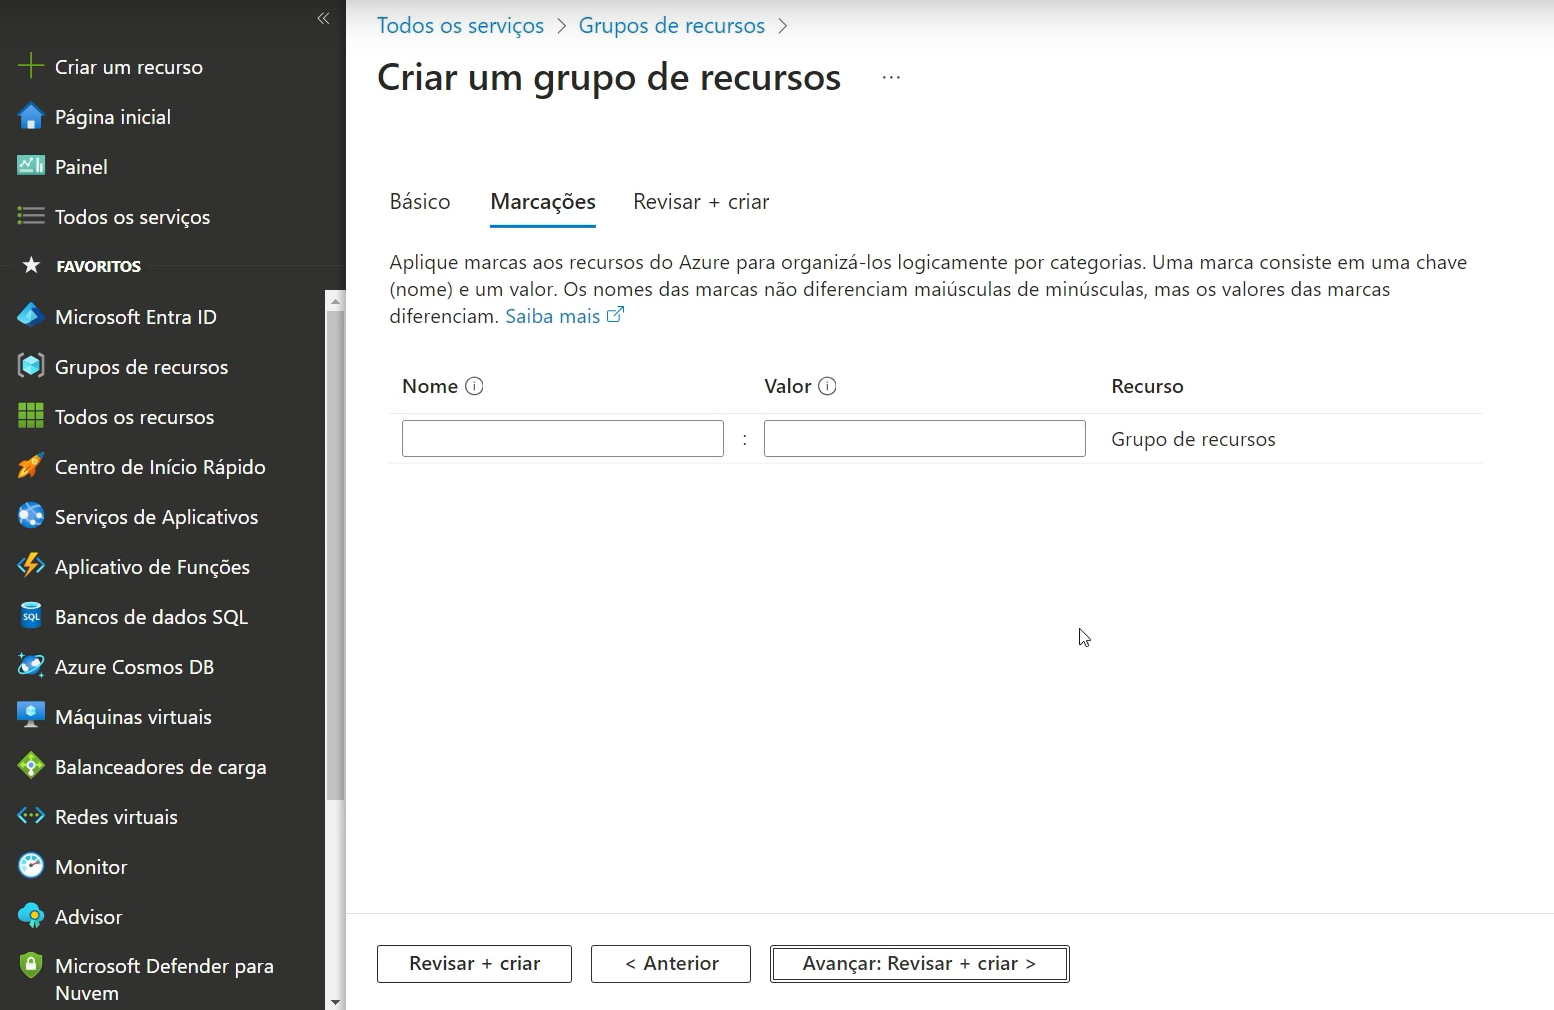 «
Criar um recurso
Página inicial
Painel
Todos os serviços
FAVORITOS
Microsoft Entra ID
Grupos de recursos
Todos os recursos
Centro de Início Rápido
Serviços de Aplicativos
Aplicativo de Funções
SQL
Bancos de dados SQL
Azure Cosmos DB
Máquinas virtuais
Balanceadores de carga
Redes virtuais
Monitor
Advisor
Microsoft Defender para
Nuvem
Todos os serviços > Grupos de recursos >
Criar um grupo de recursos ...
Básico Marcações Revisar + criar
Aplique marcas aos recursos do Azure para organizá-los logicamente por categorias. Uma marca consiste em uma chave
(nome) e um valor. Os nomes das marcas não diferenciam maiúsculas de minúsculas, mas os valores das marcas
diferenciam. Saiba mais
Nome Valor Recurso
: Grupo de recursos
Revisar + criar < Anterior Avançar: Revisar + criar >